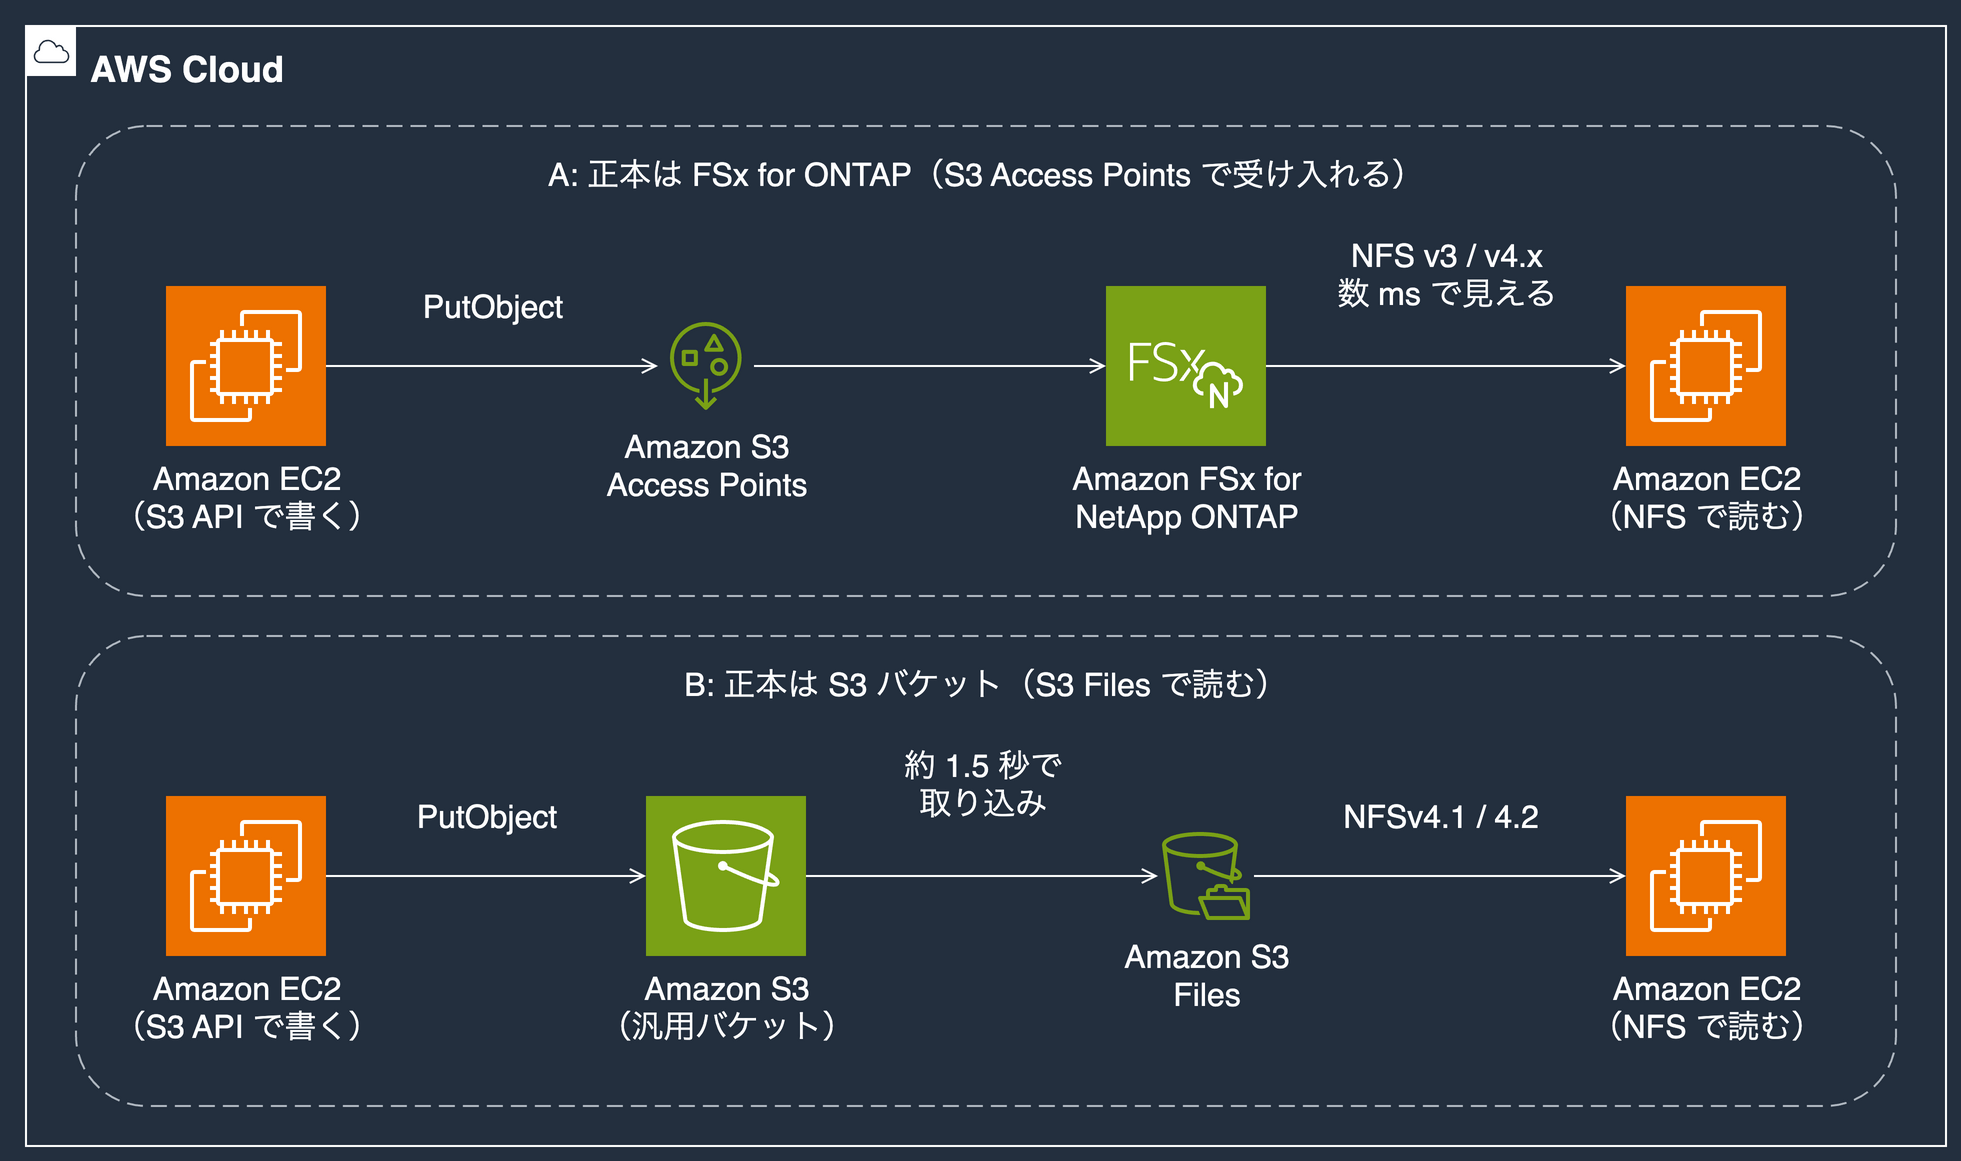 AWS Cloud
A: 正本は FSx for ONTAP（S3 Access Points で受け入れる）
NFS v3 / v4.x
数 ms で見える
PutObject
FSx
N
Amazon S3
Access Points
Amazon EC2
（S3 API で書く）
Amazon FSx for
NetApp ONTAP
Amazon EC2
（NFS で読む）
B: 正本は S3 バケット（S3 Files で読む）
約 1.5 秒で
取り込み
PutObject
NFSv4.1 / 4.2
Amazon S3
Files
Amazon EC2
（S3 API で書く）
Amazon S3
（汎用バケット）
Amazon EC2
（NFS で読む）